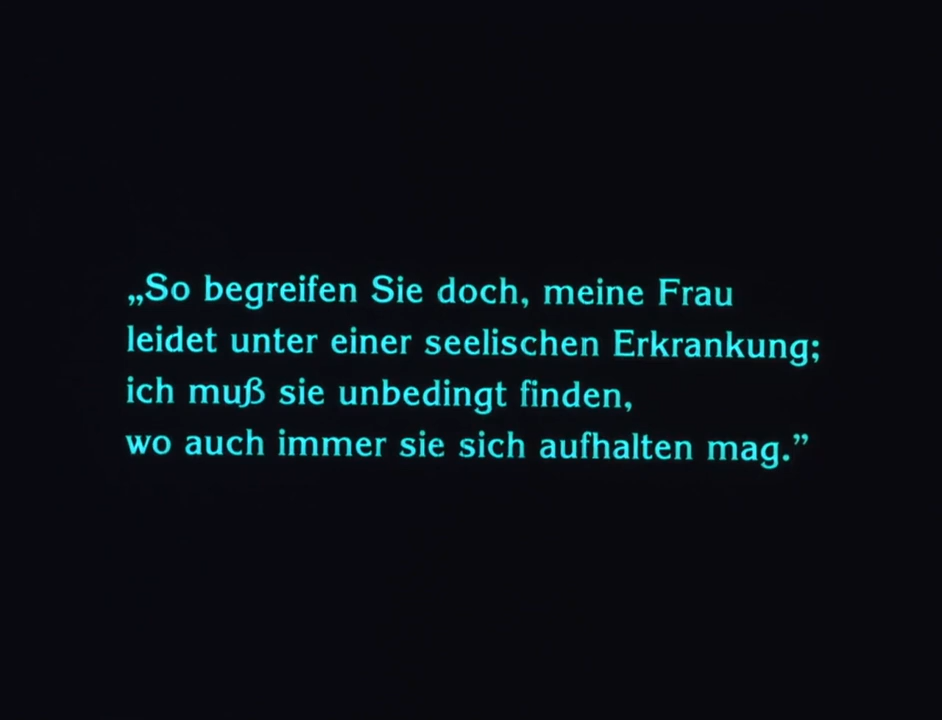 „So begreifen Sie doch, meine Frau
leidet unter einer seelischen Erkrankung;
ich muß sie unbedingt finden,
wo auch immer sie sich aufhalten mag.”